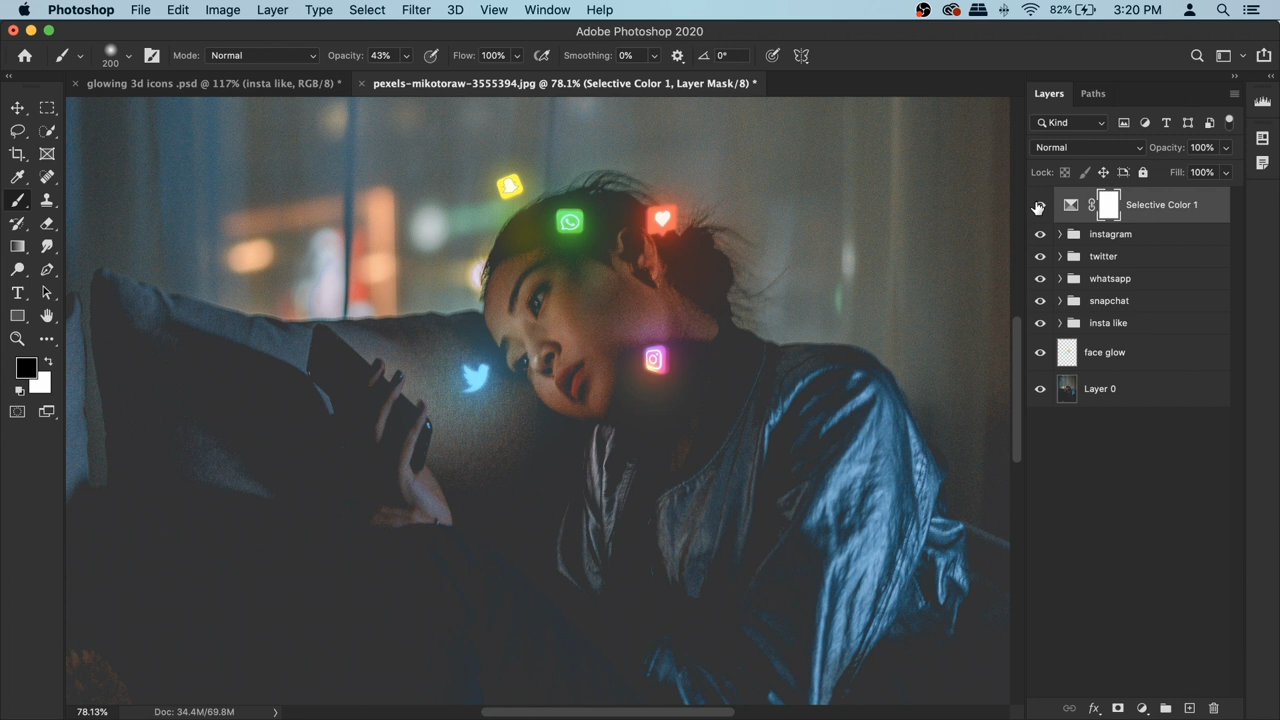 Photoshop File Edit Image Layer Type Select Filter 3D View Window Help 82% 3:20 PM
Adobe Photoshop 2020
200 Mode: Normal Opacity: 43% Flow: 100% Smoothing: 0% 0°
glowing 3d icons .psd @ 117% (insta like, RGB/8) * pexels-mikotoraw-3555394.jpg @ 78.1% (Selective Color 1, Layer Mask/8) *
Layers Paths
Kind
Normal Opacity: 100%
Lock: Fill: 100%
Selective Color 1
instagram
twitter
whatsapp
snapchat
insta like
face glow
Layer 0
78.13% Doc: 34.4M/69.8M